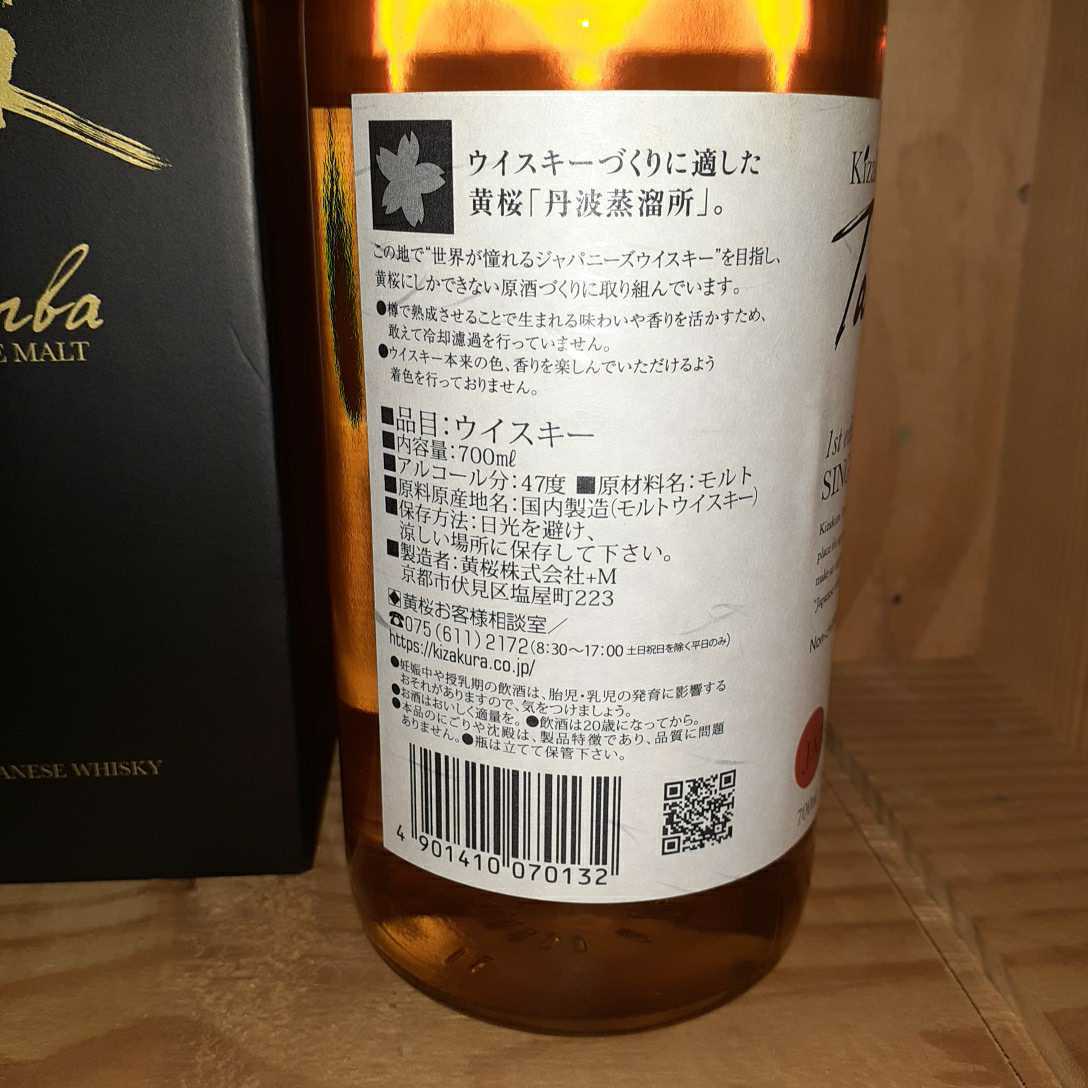 ウイスキーづくりに適した
黄桜「丹波蒸溜所」。
この地で“世界が憧れるジャパニーズウイスキー”を目指し、
黄桜にしかできない原酒づくりに取り組んでいます。
●樽で熟成させることで生まれる味わいや香りを活かすため、
敢えて冷却濾過を行っていません。
●ウイスキー本来の色、香りを楽しんでいただけるよう
着色を行っておりません。
■品目：ウイスキー
■内容量：700㎖
■アルコール分：47度 ■原材料名：モルト
■原料原産地名：国内製造(モルトウイスキー)
■保存方法：日光を避け、
涼しい場所に保存して下さい。
■製造者：黄桜株式会社+M
京都市伏見区塩屋町223
黄桜お客様相談室／
☎075(611)2172(8:30～17:00 土日祝日を除く平日のみ)
https://kizakura.co.jp/
●妊娠中や授乳期の飲酒は、胎児・乳児の発育に影響する
おそれがありますので、気をつけましょう。
●お酒はおいしく適量を。●飲酒は20歳になってから。
●本品のにごりや沈殿は、製品特徴であり、品質に問題
ありません。●瓶は立てて保管下さい。
4 901410 070132
Kiza
Ta
1st
SIN
Kizakura
place
make
"Japanese
Non-
700m
nba
E MALT
ANESE WHISKY